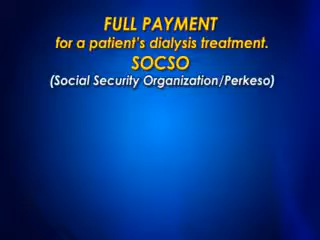 FULL PAYMENT
for a patient's dialysis treatment.
SOCSO
(Social Security Organization/Perkeso)